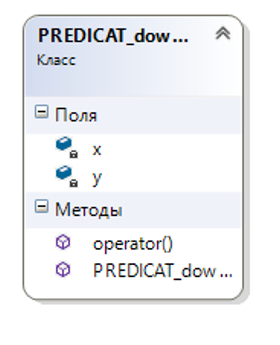 PREDICAT_dow ...
Класс
Поля
x
y
Методы
operator()
PREDICAT_dow ...